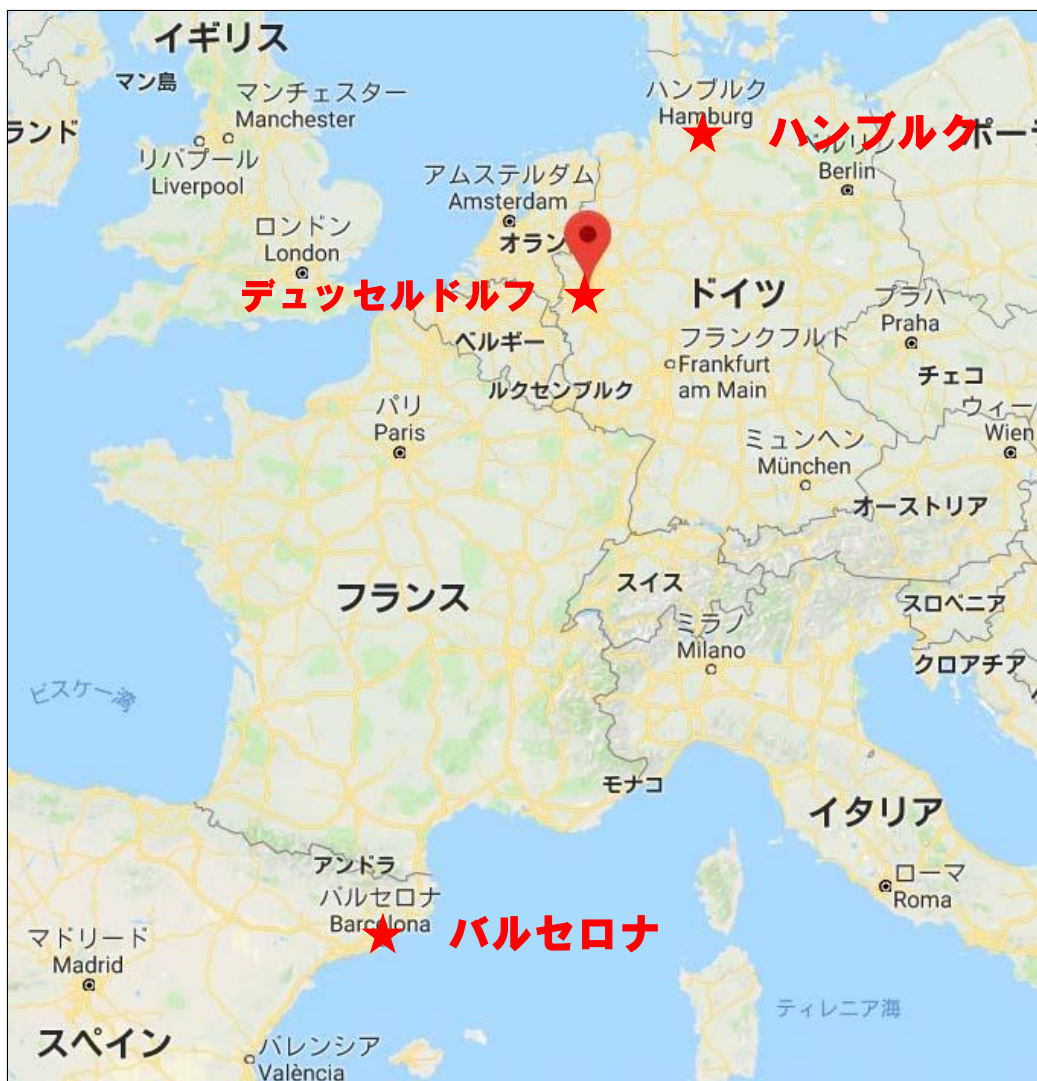 イギリス
マン島
マンチェスター
Manchester
ランド
リバプール
Liverpool
ロンドン
London
ハンブルク
Hamburg
ハンブルク
ポー
ベルリン
Berlin
アムステルダム
Amsterdam
オラン
デュッセルドルフ
ドイツ
プラハ
Praha
ベルギー
フランクフルト
Frankfurt
am Main
チェコ
ルクセンブルク
ウィー
Wien
パリ
Paris
ミュンヘン
München
オーストリア
フランス
スイス
スロベニア
ミラノ
Milano
クロアチア
ビスケー湾
モナコ
イタリア
アンドラ
ローマ
Roma
バルセロナ
Barcelona
バルセロナ
マドリード
Madrid
ティレニア海
スペイン
バレンシア
València